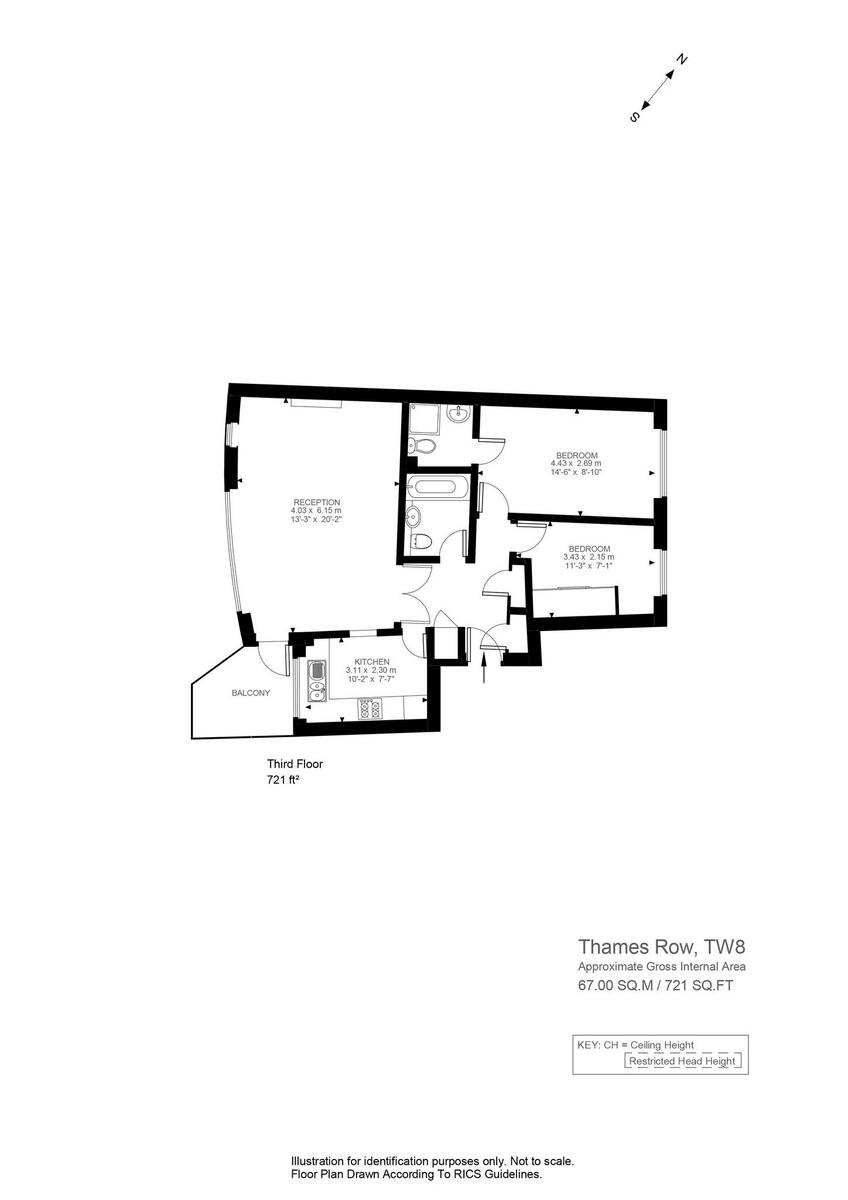 N
S
BEDROOM
4.43 x 2.69 m
14'-6" x 8'-10"
RECEPTION
4.03 x 6.15 m
13'-3" x 20'-2"
BEDROOM
3.43 x 2.15 m
11'-3" x 7'-1"
KITCHEN
3.11 x 2.30 m
10'-2" x 7'-7"
BALCONY
Third Floor
721 ft²
Thames Row, TW8
Approximate Gross Internal Area
67.00 SQ.M / 721 SQ.FT
KEY: CH = Ceiling Height
Restricted Head Height
Illustration for identification purposes only. Not to scale.
Floor Plan Drawn According To RICS Guidelines.